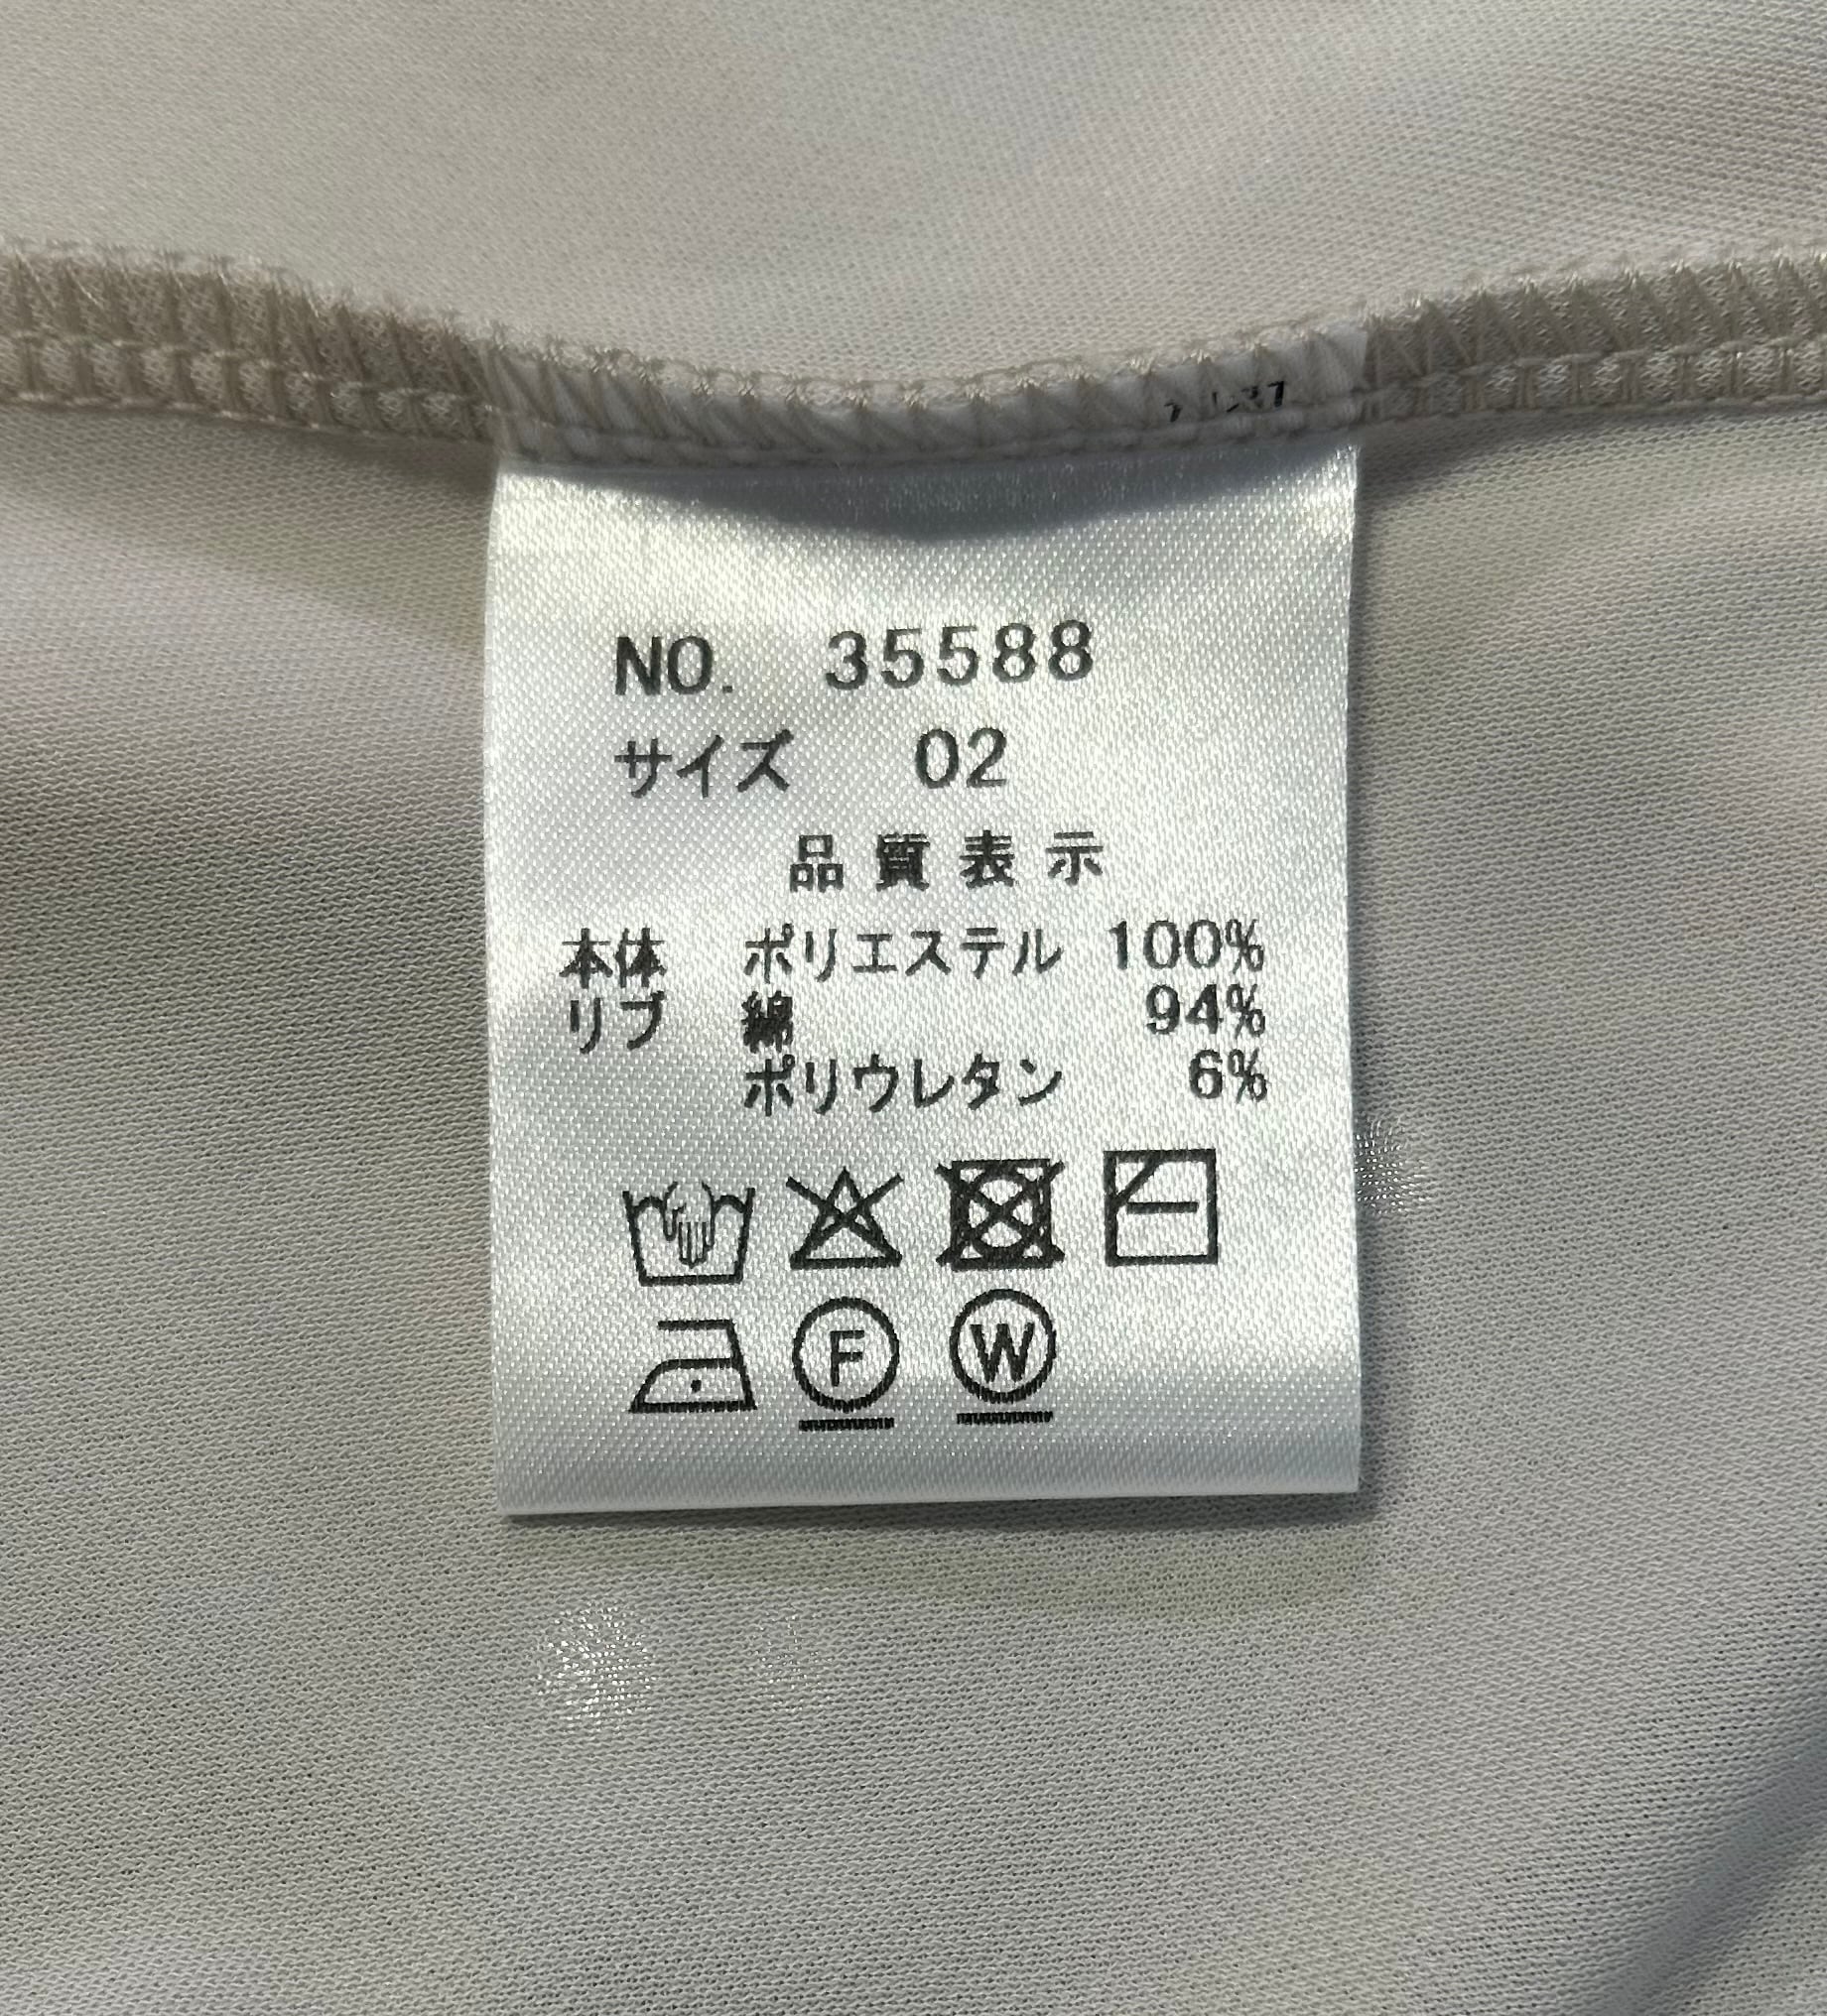 NO. 35588
サイズ 02
品質表示
本体 ポリエステル 100%
リブ 綿 94%
ポリウレタン 6%
F W